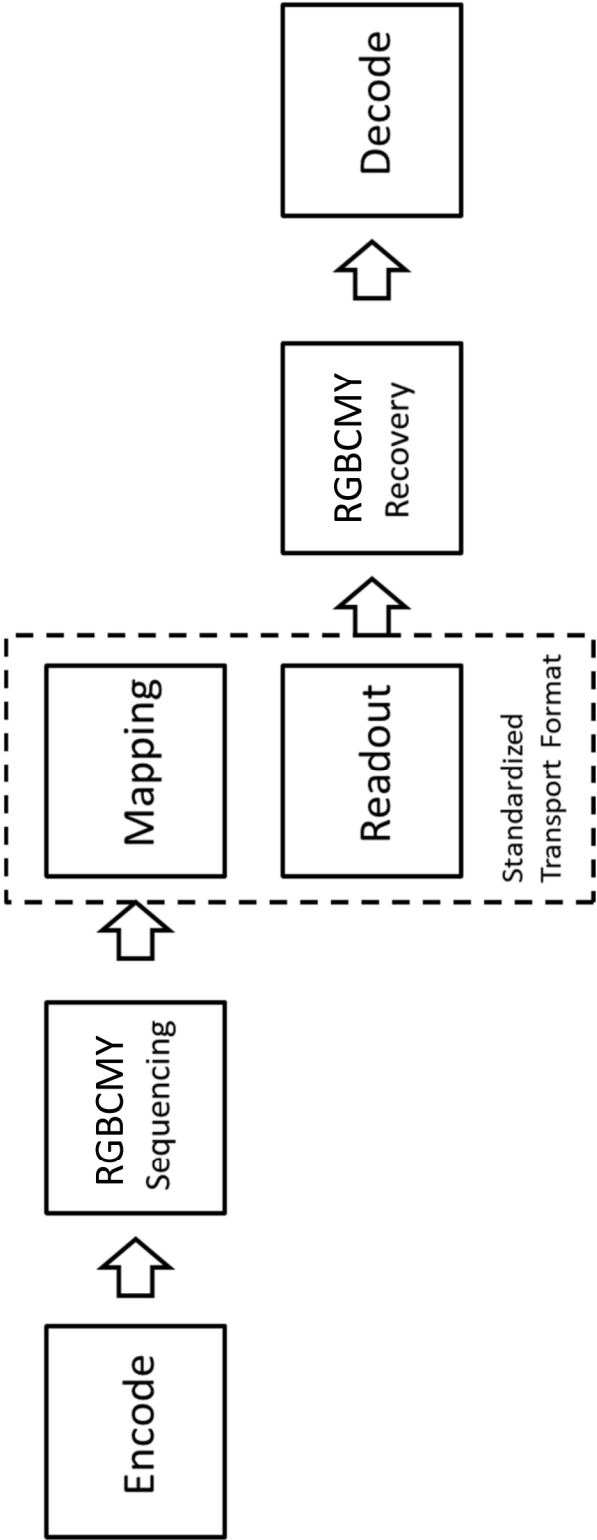 Encode
RGBCMY
Sequencing
Mapping
Readout
Standardized
Transport Format
RGBCMY
Recovery
Decode